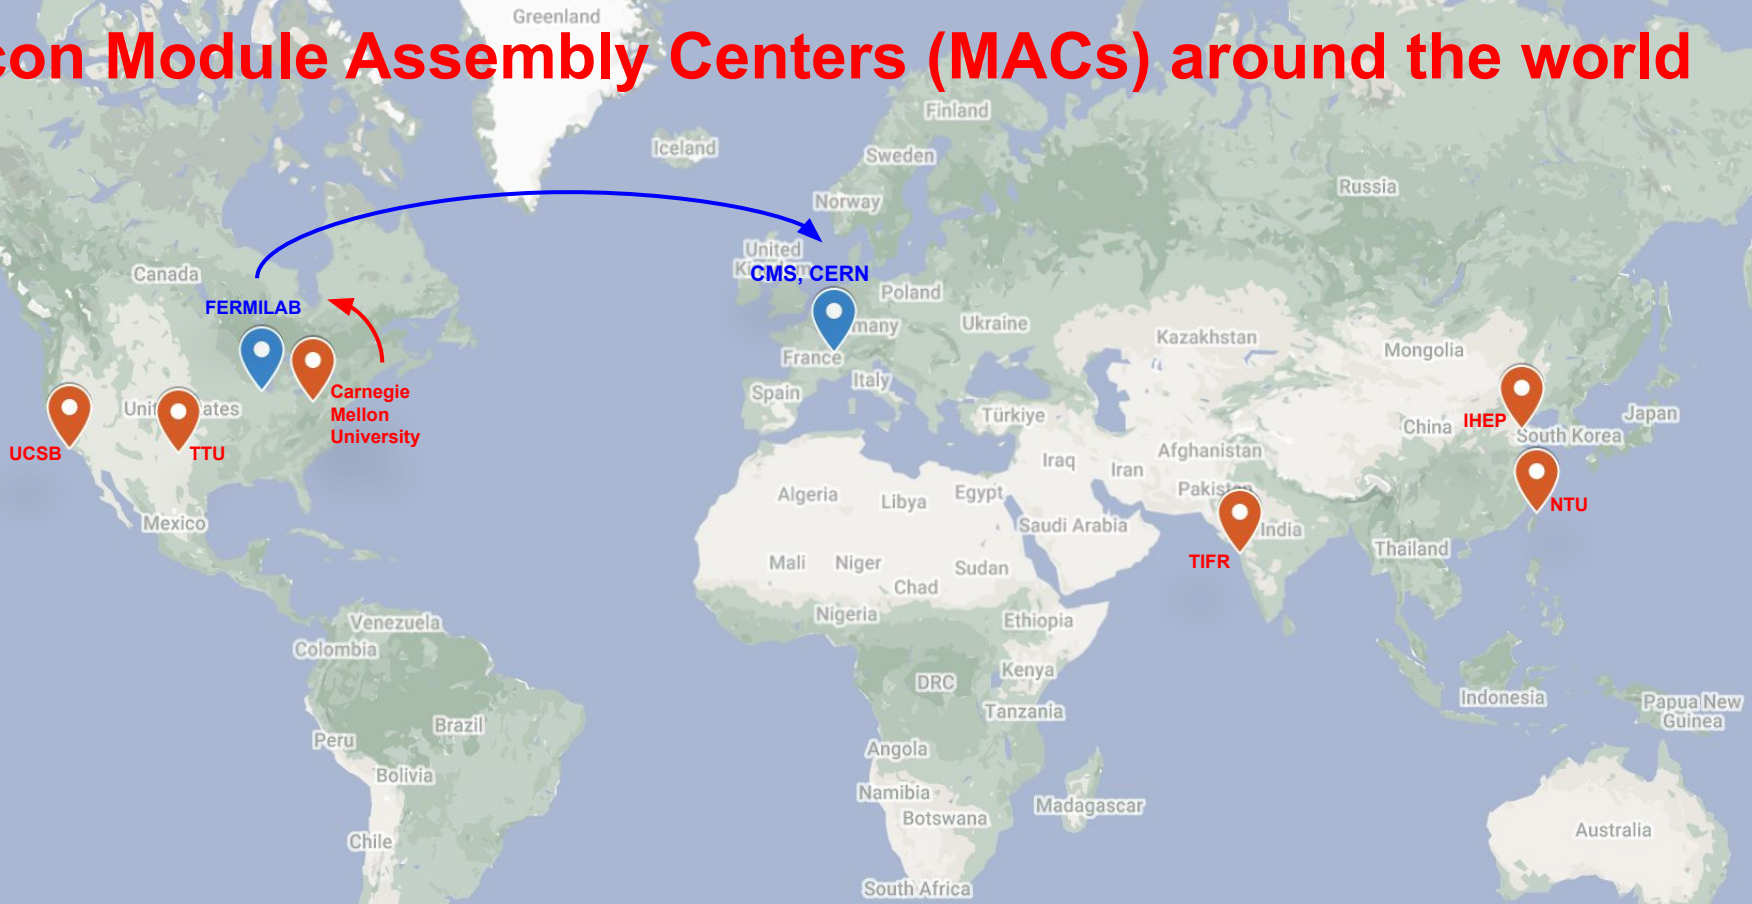 Greenland
con Module Assembly Centers (MACs) around the world
Finland
Iceland
Sweden
Russia
Norway
United
CMS, CERN
Canada
FERMILAB
Poland
Ukraine
many
Kazakhstan
Mongolia
France
Italy
Spain
Carnegie
Mellon
University
United States
Türkiye
UCSB
TTU
China
IHEP
Japan
South Korea
Afghanistan
Iraq
Iran
Pakistan
Algeria
Libya
Egypt
NTU
Mexico
Saudi Arabia
India
Thailand
TIFR
Mali
Niger
Sudan
Chad
Nigeria
Ethiopia
Venezuela
Colombia
Kenya
DRC
Indonesia
Papua New
Guinea
Tanzania
Brazil
Peru
Angola
Bolivia
Namibia
Botswana
Madagascar
Chile
Australia
South Africa